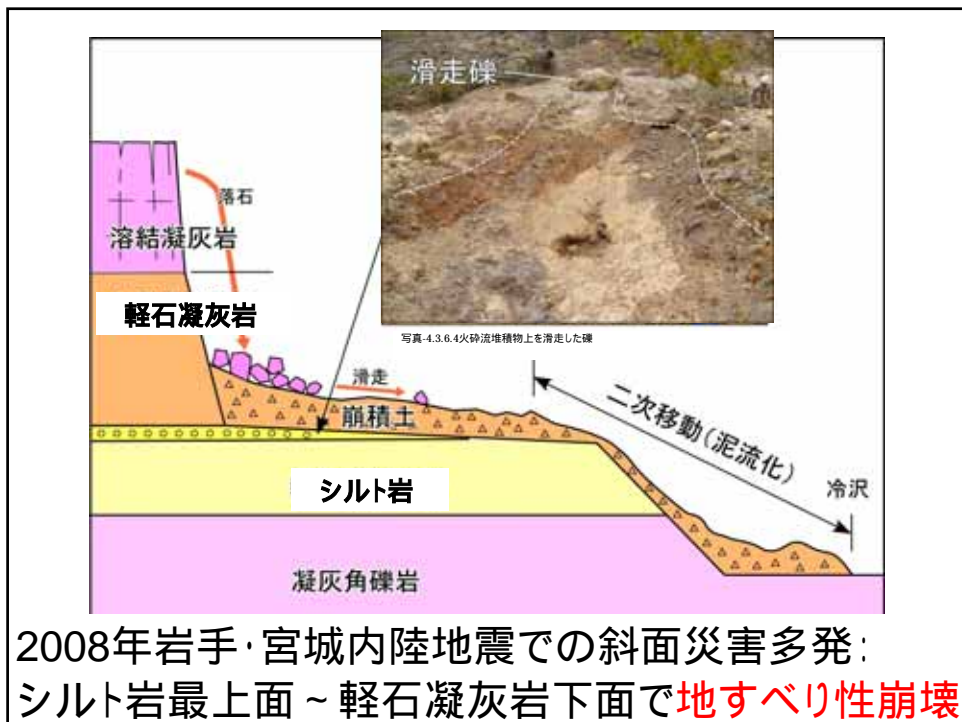 滑走礫
落石
溶結凝灰岩
軽石凝灰岩
写真-4.3.6.4火砕流堆積物上を滑走した礫
滑走
崩積土
二次移動(泥流化)
冷沢
シルト岩
凝灰角礫岩
2008年岩手・宮城内陸地震での斜面災害多発:
シルト岩最上面~軽石凝灰岩下面で地すべり性崩壊